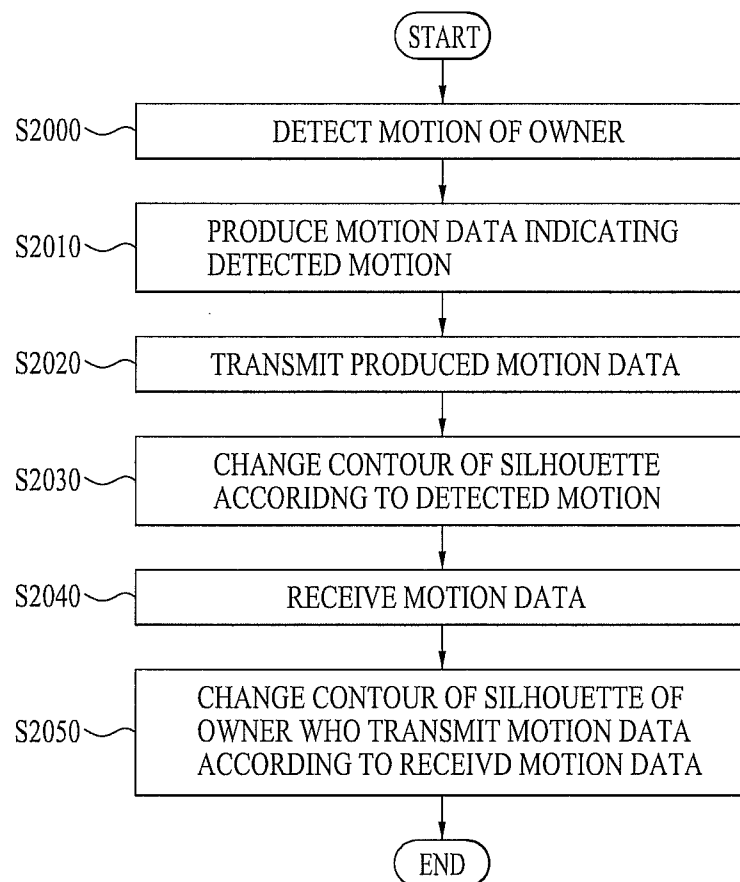 START
S2000
DETECT MOTION OF OWNER
S2010
PRODUCE MOTION DATA INDICATING
DETECTED MOTION
S2020
TRANSMIT PRODUCED MOTION DATA
S2030
CHANGE CONTOUR OF SILHOUETTE
ACCORIDNG TO DETECTED MOTION
S2040
RECEIVE MOTION DATA
S2050
CHANGE CONTOUR OF SILHOUETTE OF
OWNER WHO TRANSMIT MOTION DATA
ACCORDING TO RECEIVD MOTION DATA
END